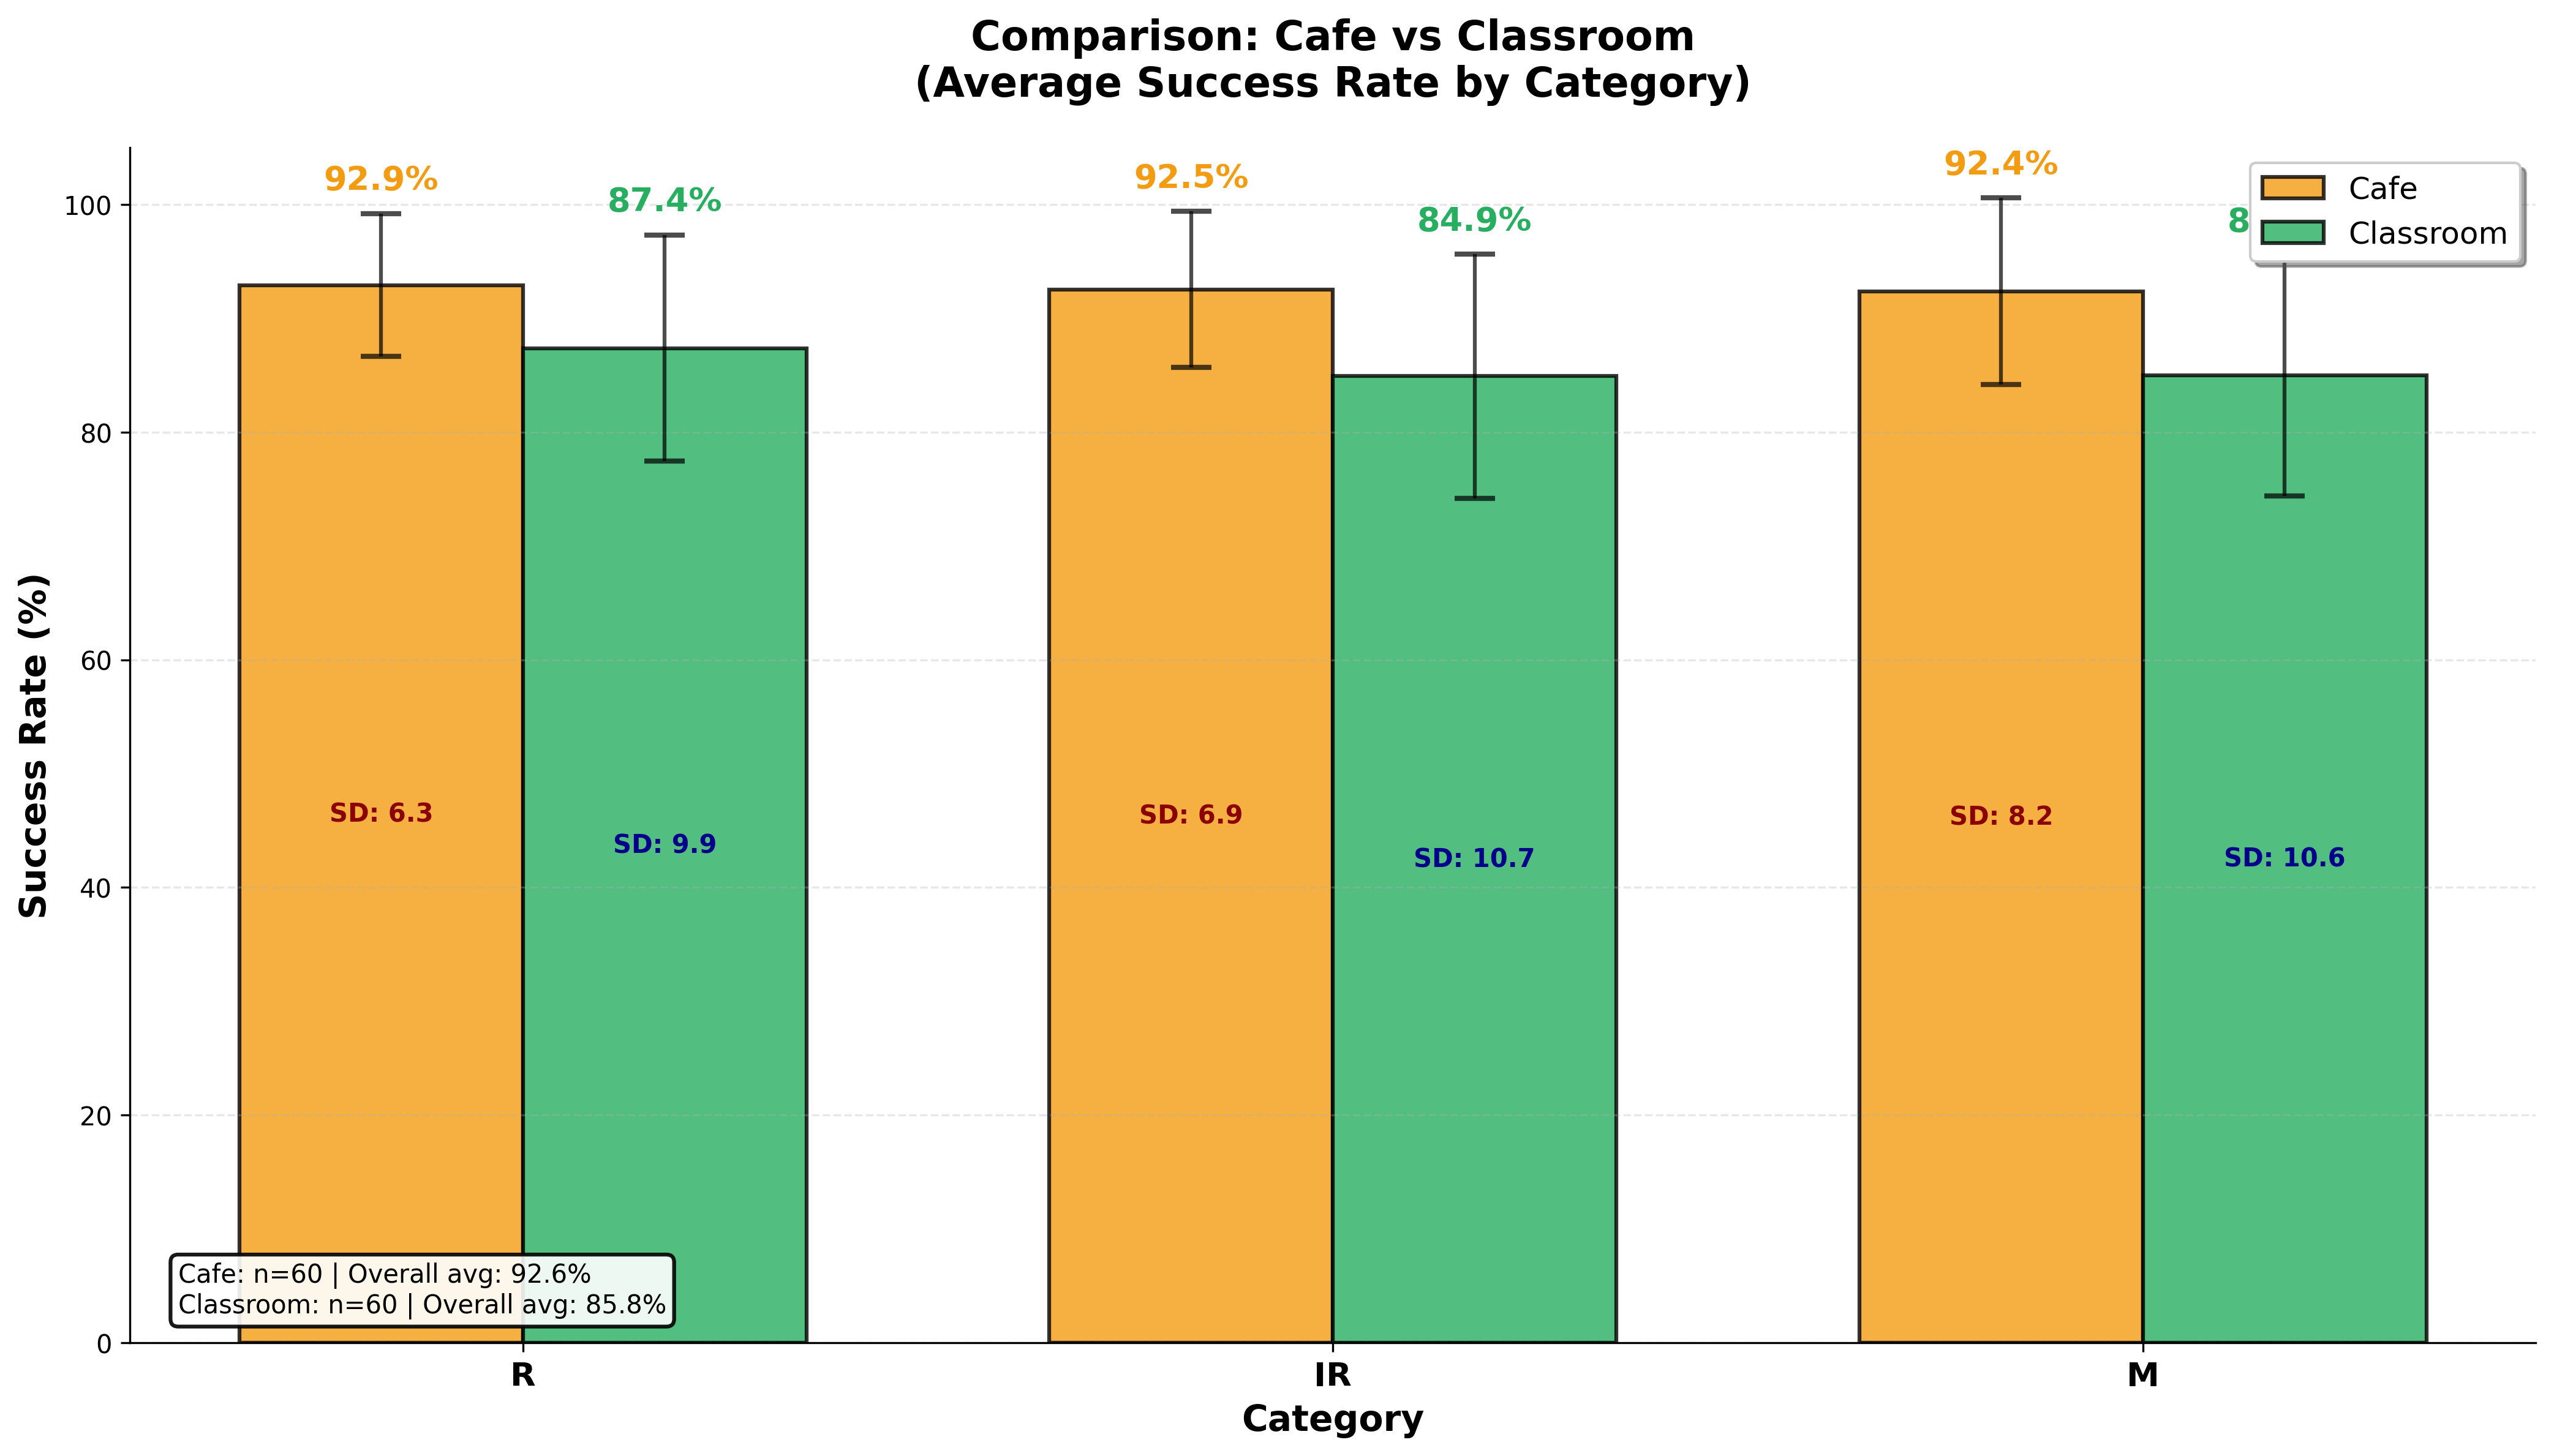 Comparison: Cafe vs Classroom
(Average Success Rate by Category)
92.9%
87.4%
92.5%
84.9%
92.4%
Cafe
Classroom
100
80
60
40
20
0
Success Rate (%)
SD: 6.3
SD: 9.9
SD: 6.9
SD: 10.7
SD: 8.2
SD: 10.6
Cafe: n=60 | Overall avg: 92.6%
Classroom: n=60 | Overall avg: 85.8%
R
IR
M
Category